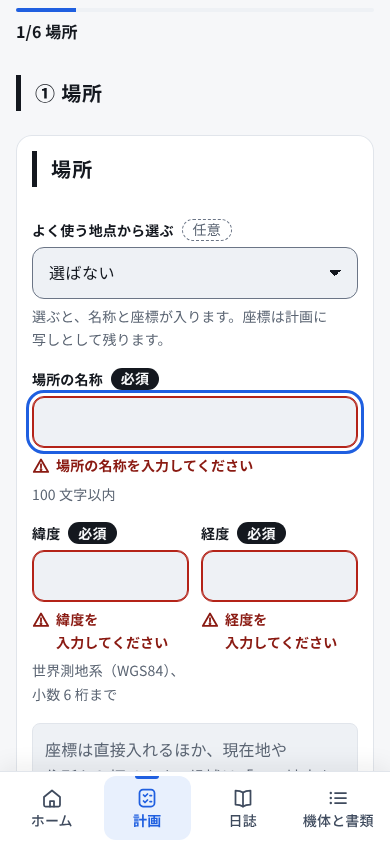 1/6 場所
① 場所
場所
よく使う地点から選ぶ 任意
選ばない
選ぶと、名称と座標が入ります。座標は計画に
写しとして残ります。
場所の名称 必須
場所の名称を入力してください
100 文字以内
緯度 必須 経度 必須
緯度を 経度を
入力してください 入力してください
世界測地系（WGS84）、
小数 6 桁まで
座標は直接入れるほか、現在地や
ホーム 計画 日誌 機体と書類